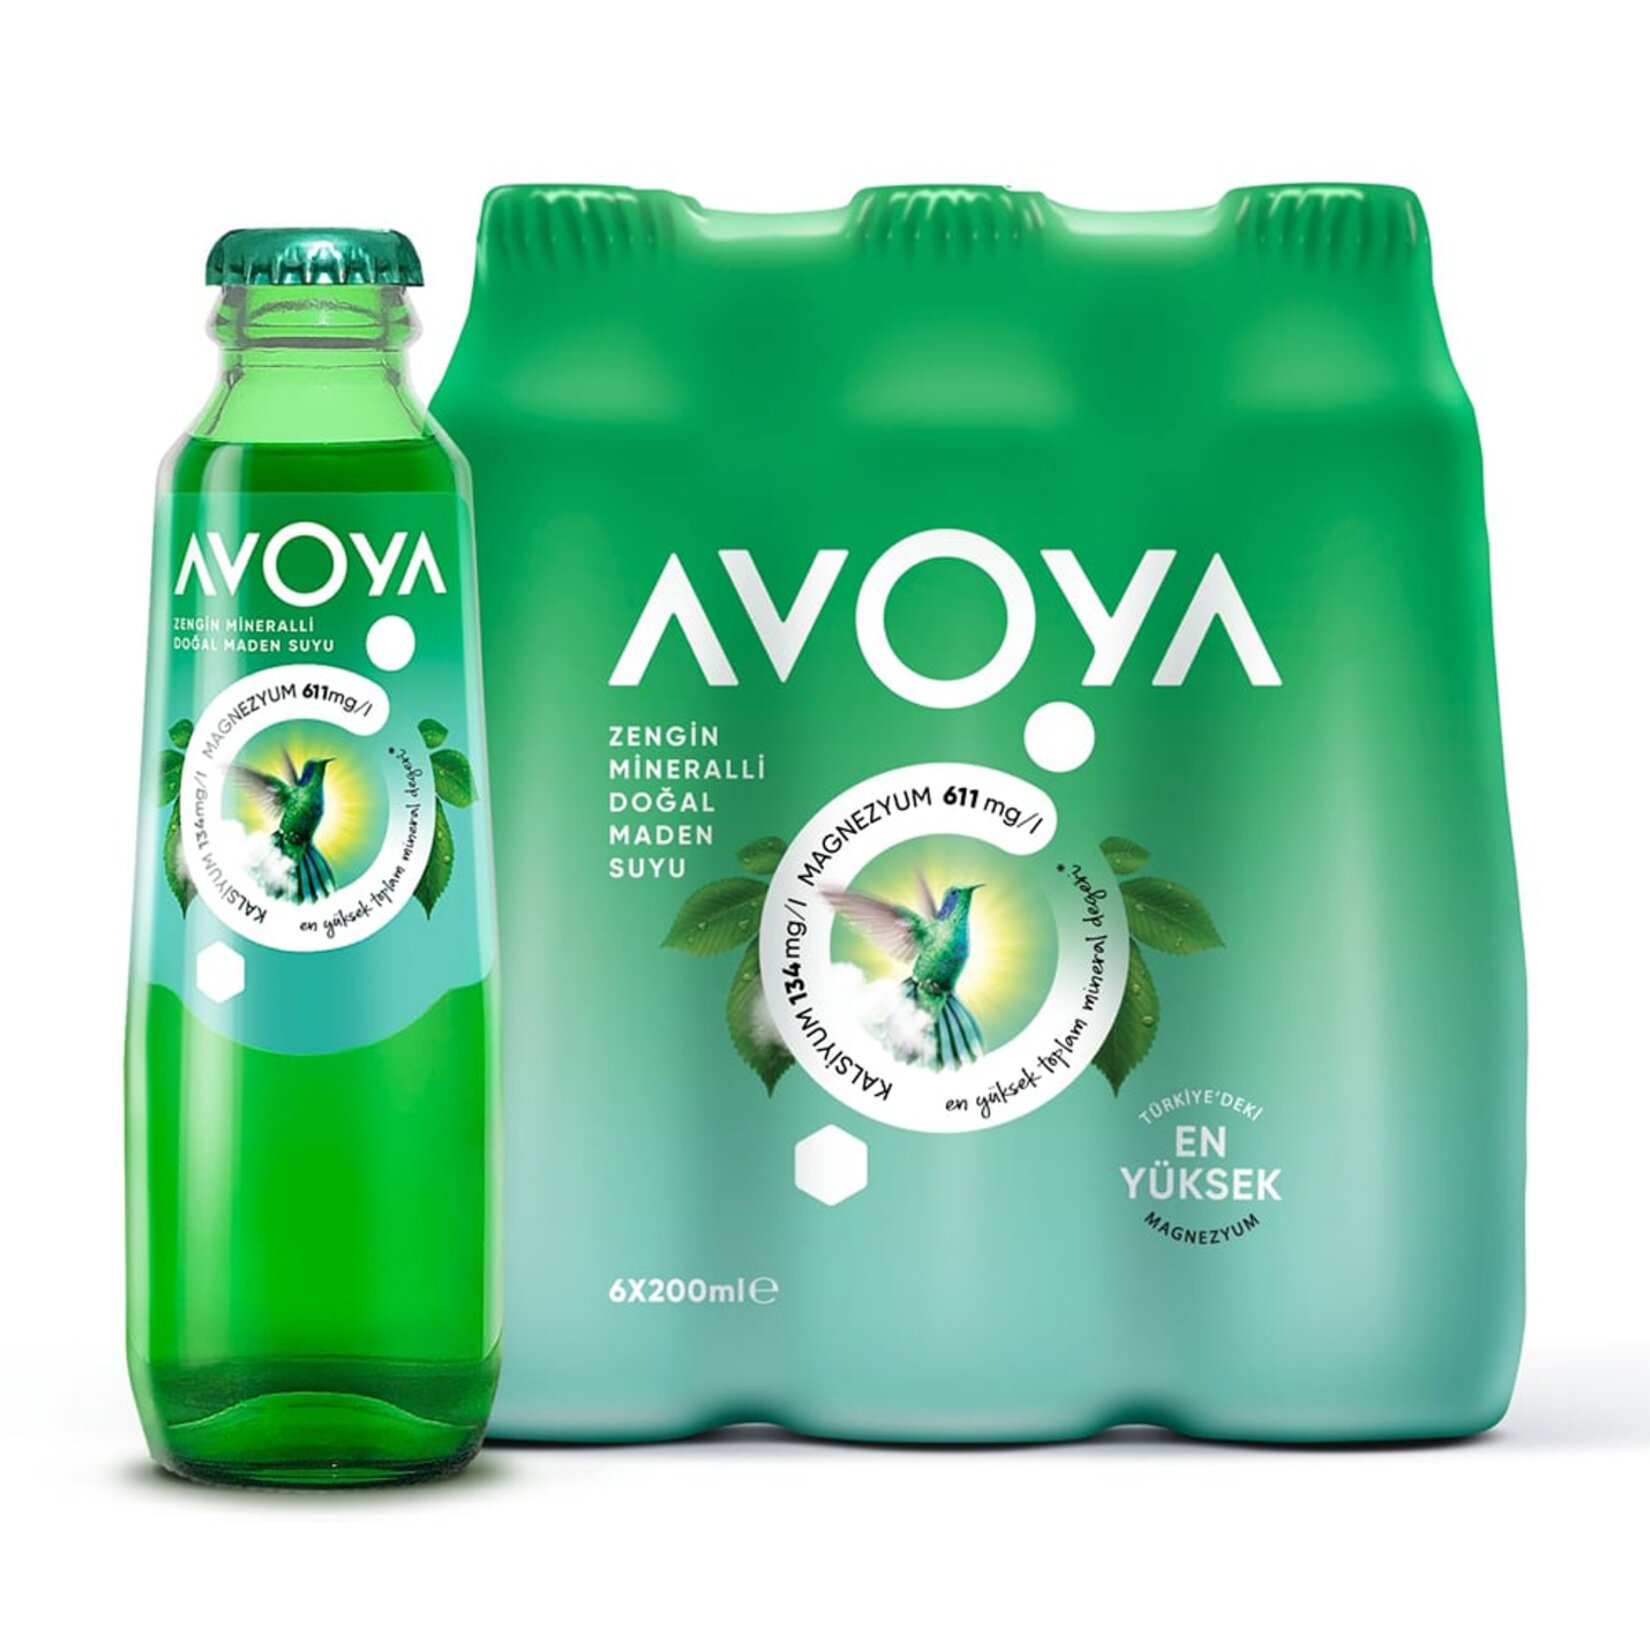 AVOYA
ZENGİN MİNERALLİ
DOĞAL MADEN SUYU
KALSİYUM 134mg/l MAGNEZYUM 611mg/l
en yüksek toplam mineral değeri*
AVOYA
ZENGİN
MİNERALLİ
DOĞAL
MADEN
SUYU
KALSİYUM 134mg/l MAGNEZYUM 611 mg/l
en yüksek toplam mineral değeri*
TÜRKİYE'DEKİ
EN
YÜKSEK
MAGNEZYUM
6X200ml℮